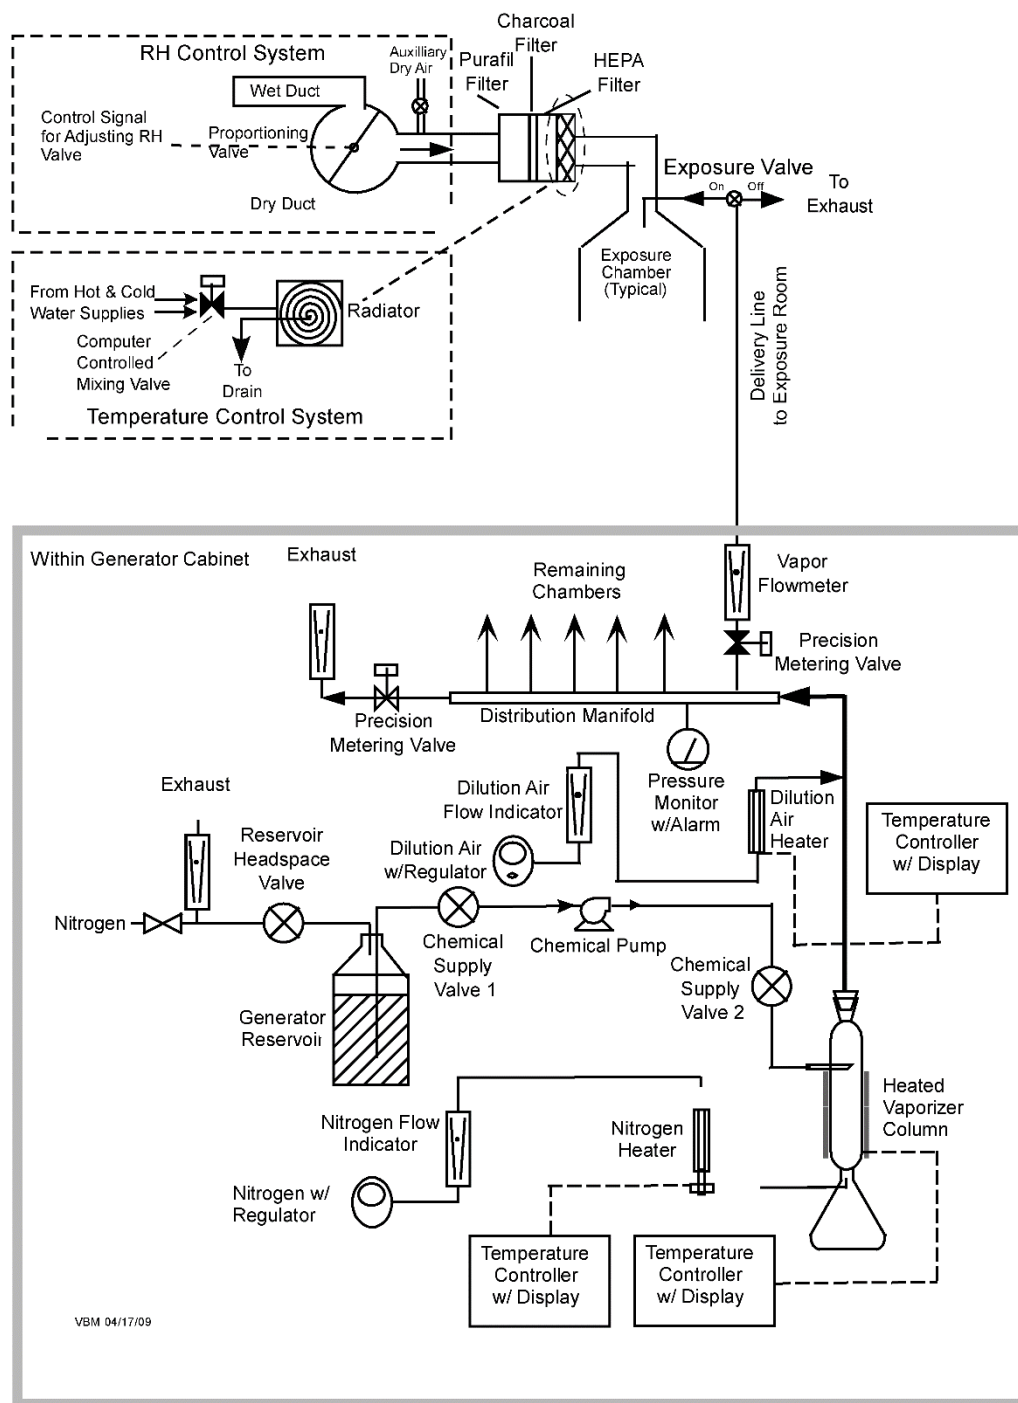 Charcoal
Filter
RH Control System
Auxilliary
Dry Air
Purafil
Filter
HEPA
Filter
Wet Duct
Control Signal
for Adjusting RH
Valve
Proportioning
Valve
Dry Duct
Exposure Valve
On
Off
To
Exhaust
Exposure
Chamber
(Typical)
From Hot & Cold
Water Supplies
Radiator
Computer
Controlled
Mixing Valve
To
Drain
Temperature Control System
Delivery Line
to Exposure Room
Within Generator Cabinet
Exhaust
Remaining
Chambers
Vapor
Flowmeter
Precision
Metering Valve
Precision
Metering Valve
Distribution Manifold
Pressure
Monitor
w/Alarm
Exhaust
Dilution Air
Flow Indicator
Dilution Air
w/Regulator
Dilution
Air
Heater
Temperature
Controller
w/ Display
Reservoir
Headspace
Valve
Nitrogen
Chemical
Supply
Valve 1
Chemical Pump
Chemical
Supply
Valve 2
Generator
Reservoir
Heated
Vaporizer
Column
Nitrogen Flow
Indicator
Nitrogen
Heater
Nitrogen w/
Regulator
Temperature
Controller
w/ Display
Temperature
Controller
w/ Display
VBM 04/17/09